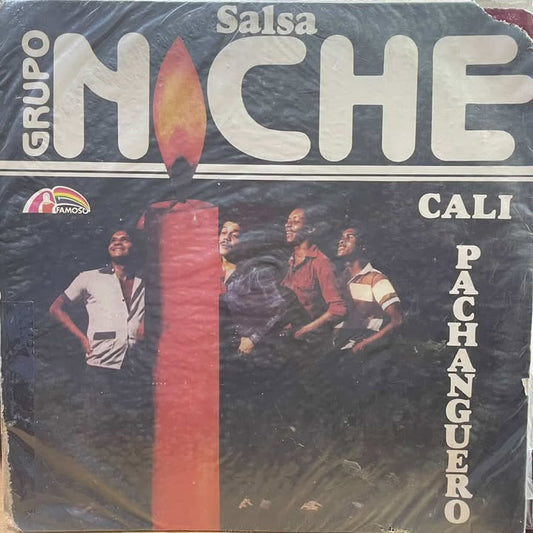 Salsa
GRUPO
NICHE
FAMOSO
CALI
PACHANGUERO